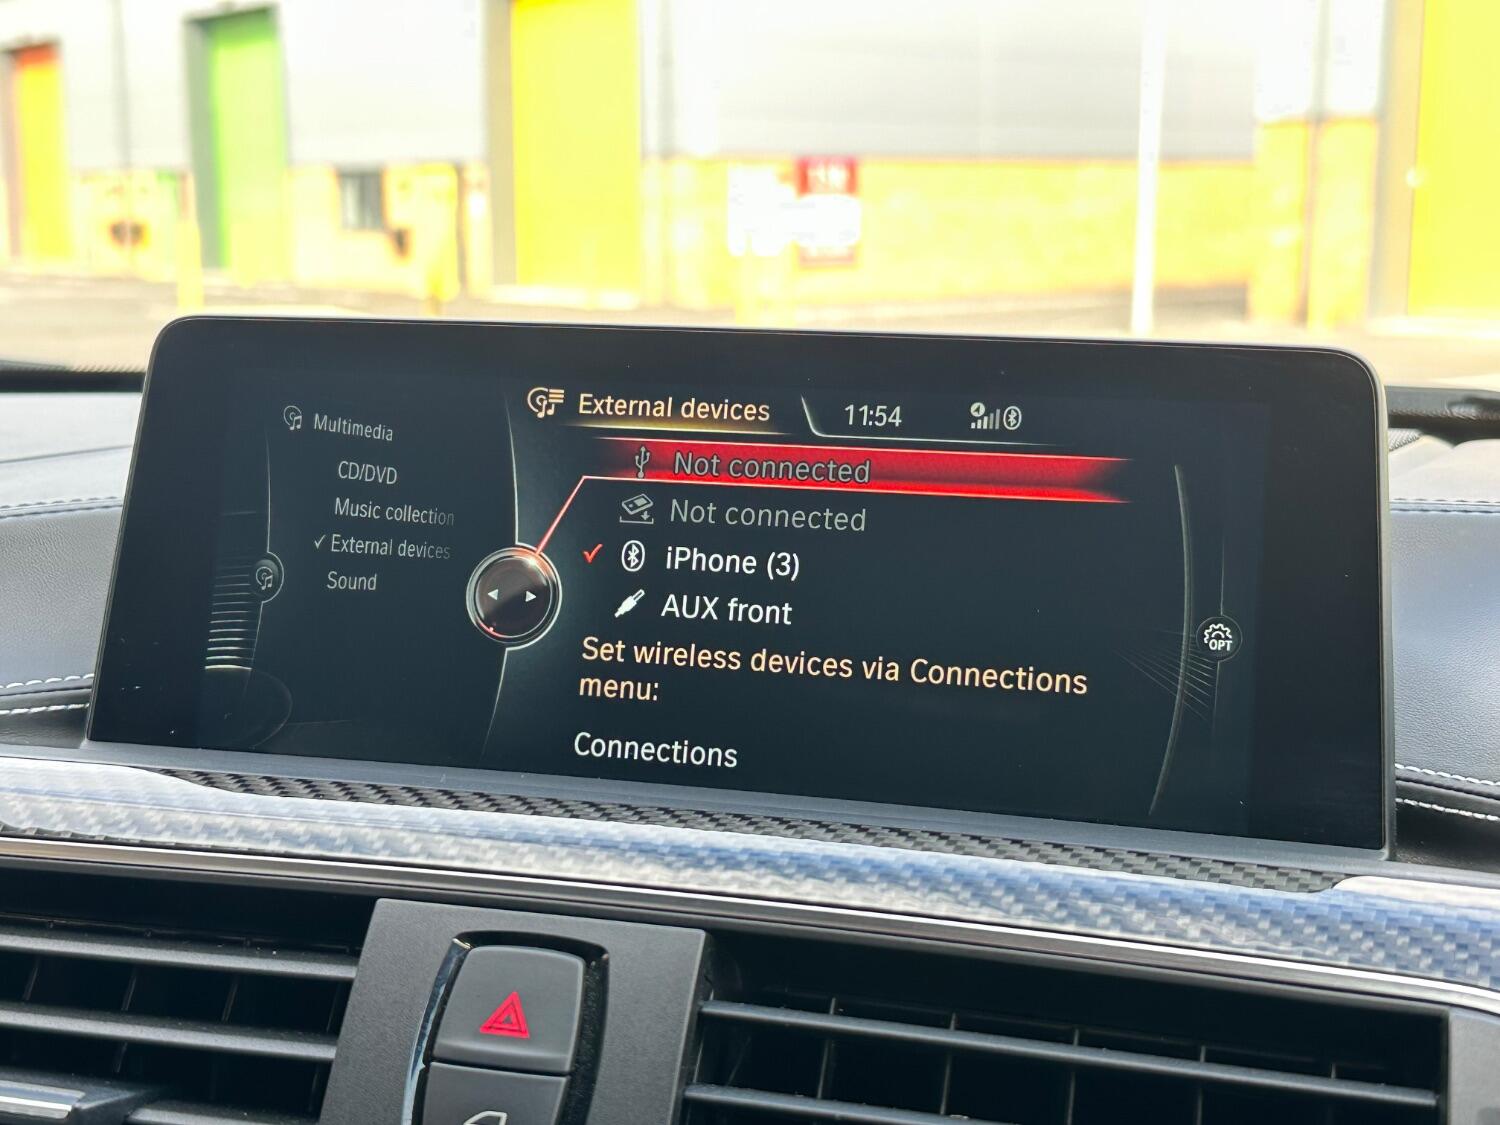 Multimedia
CD/DVD
Music collection
External devices
Sound
External devices
11:54
Not connected
Not connected
iPhone (3)
AUX front
Set wireless devices via Connections
menu:
Connections
OPT